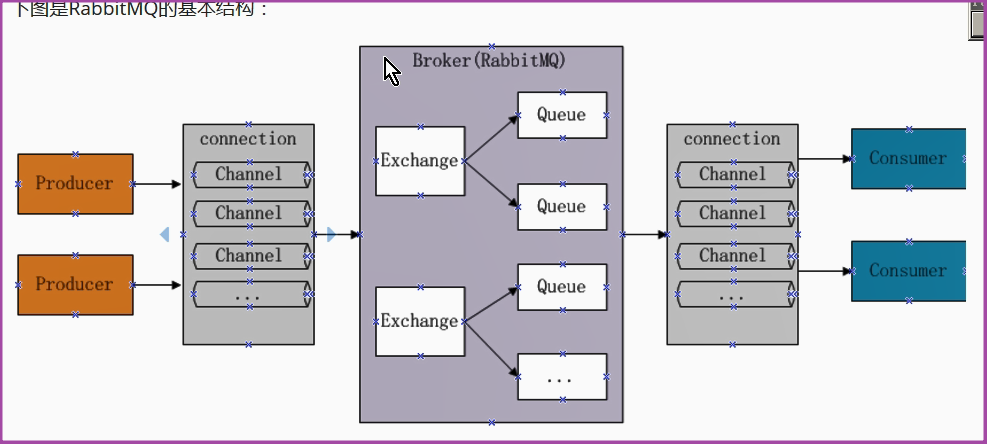 下图是RabbitMQ的基本结构：
Broker(RabbitMQ)
Producer
Producer
connection
Channel
Channel
Channel
...
Exchange
Queue
Queue
Exchange
Queue
...
connection
Channel
Channel
Channel
...
Consumer
Consumer